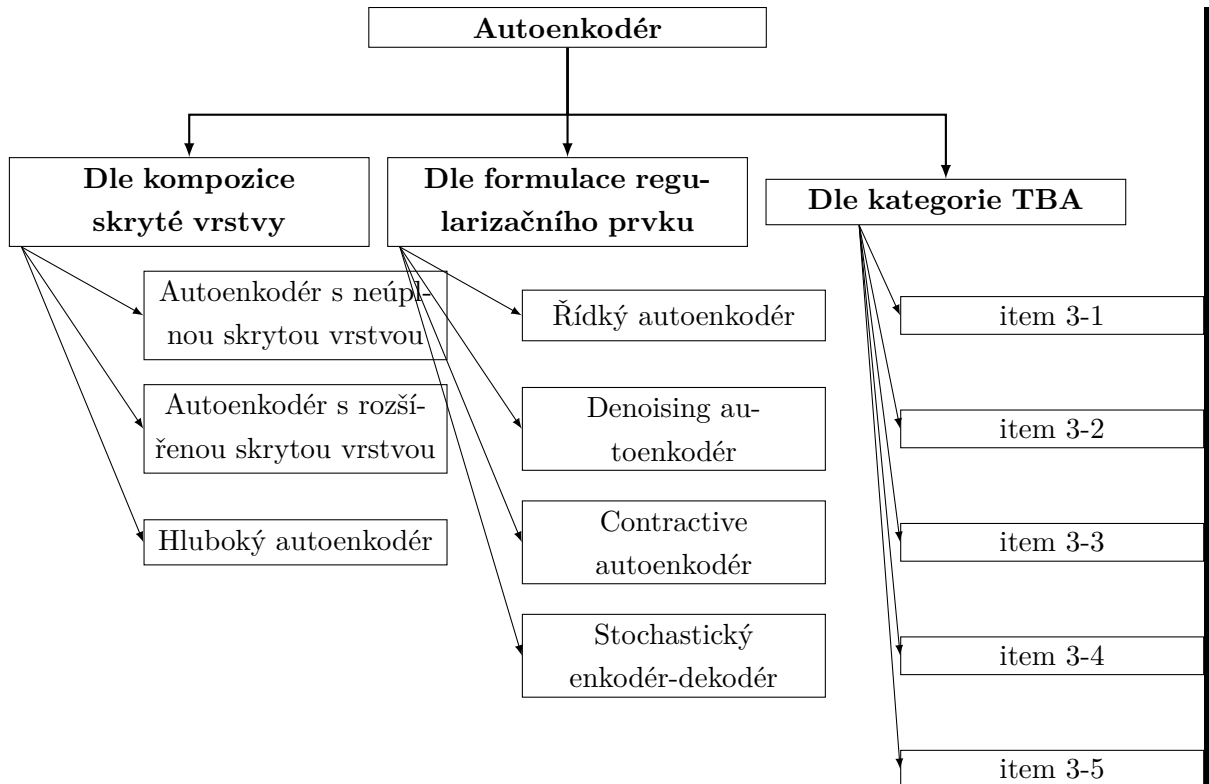 Autoenkodér
Dle kompozice
skryté vrstvy
Autoenkodér s neúpl-
nou skrytou vrstvou
Autoenkodér s rozší-
řenou skrytou vrstvou
Hluboký autoenkodér
Dle formulace regu-
larizačního prvku
Řídký autoenkodér
Denoising au-
toenkodér
Contractive
autoenkodér
Stochastický
enkodér-dekodér
Dle kategorie TBA
item 3-1
item 3-2
item 3-3
item 3-4
item 3-5